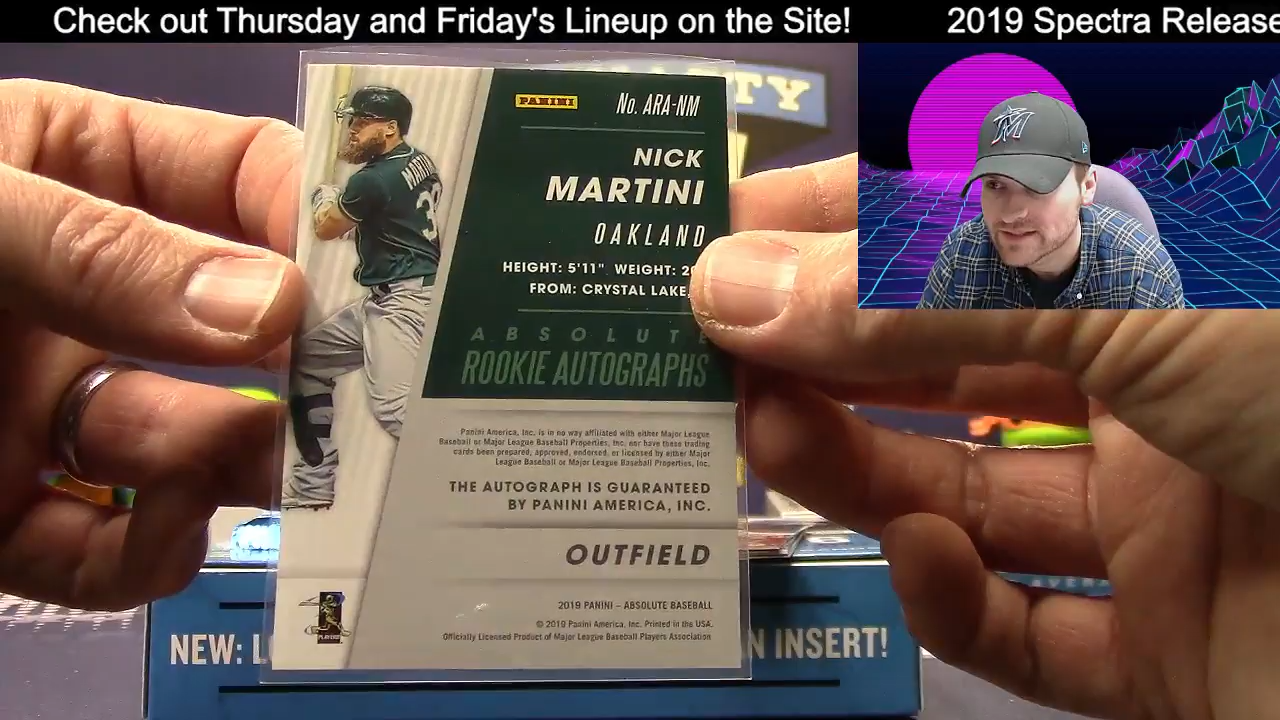 Check out Thursday and Friday's Lineup on the Site!
2019 Spectra Release
PANINI
No. ARA-NM
NICK
MARTINI
OAKLAND
HEIGHT: 5'11" WEIGHT:
FROM: CRYSTAL LAKE,
ABSOLUTE
ROOKIE AUTOGRAPHS
Panini America, Inc. is in no way affiliated with either Major League
Baseball or Major League Baseball Properties, Inc. nor have these trading
cards been prepared, approved, endorsed, or licensed by either Major
League Baseball or Major League Baseball Properties, Inc.
THE AUTOGRAPH IS GUARANTEED
BY PANINI AMERICA, INC.
OUTFIELD
2019 PANINI – ABSOLUTE BASEBALL
© 2019 Panini America, Inc. Printed in the USA.
Officially Licensed Product of Major League Baseball Players Association
PLAYERS
NEW: INSERT!